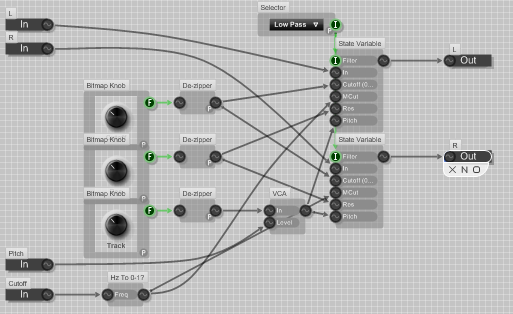 Selector
L
In
Low Pass
P
R
In
State Variable
L
Filter
Out
In
Bitmap Knob
De-zipper
Cutoff (0...
F
P
MCut
Res
P
Pitch
Bitmap Knob
De-zipper
State Variable
R
F
P
Filter
Out
In
X N O
P
Cutoff (0...
Bitmap Knob
De-zipper
VCA
MCut
Res
F
P
In
Pitch
Level
Track
P
Pitch
In
Cutoff
Hz To 0-1?
In
Freq